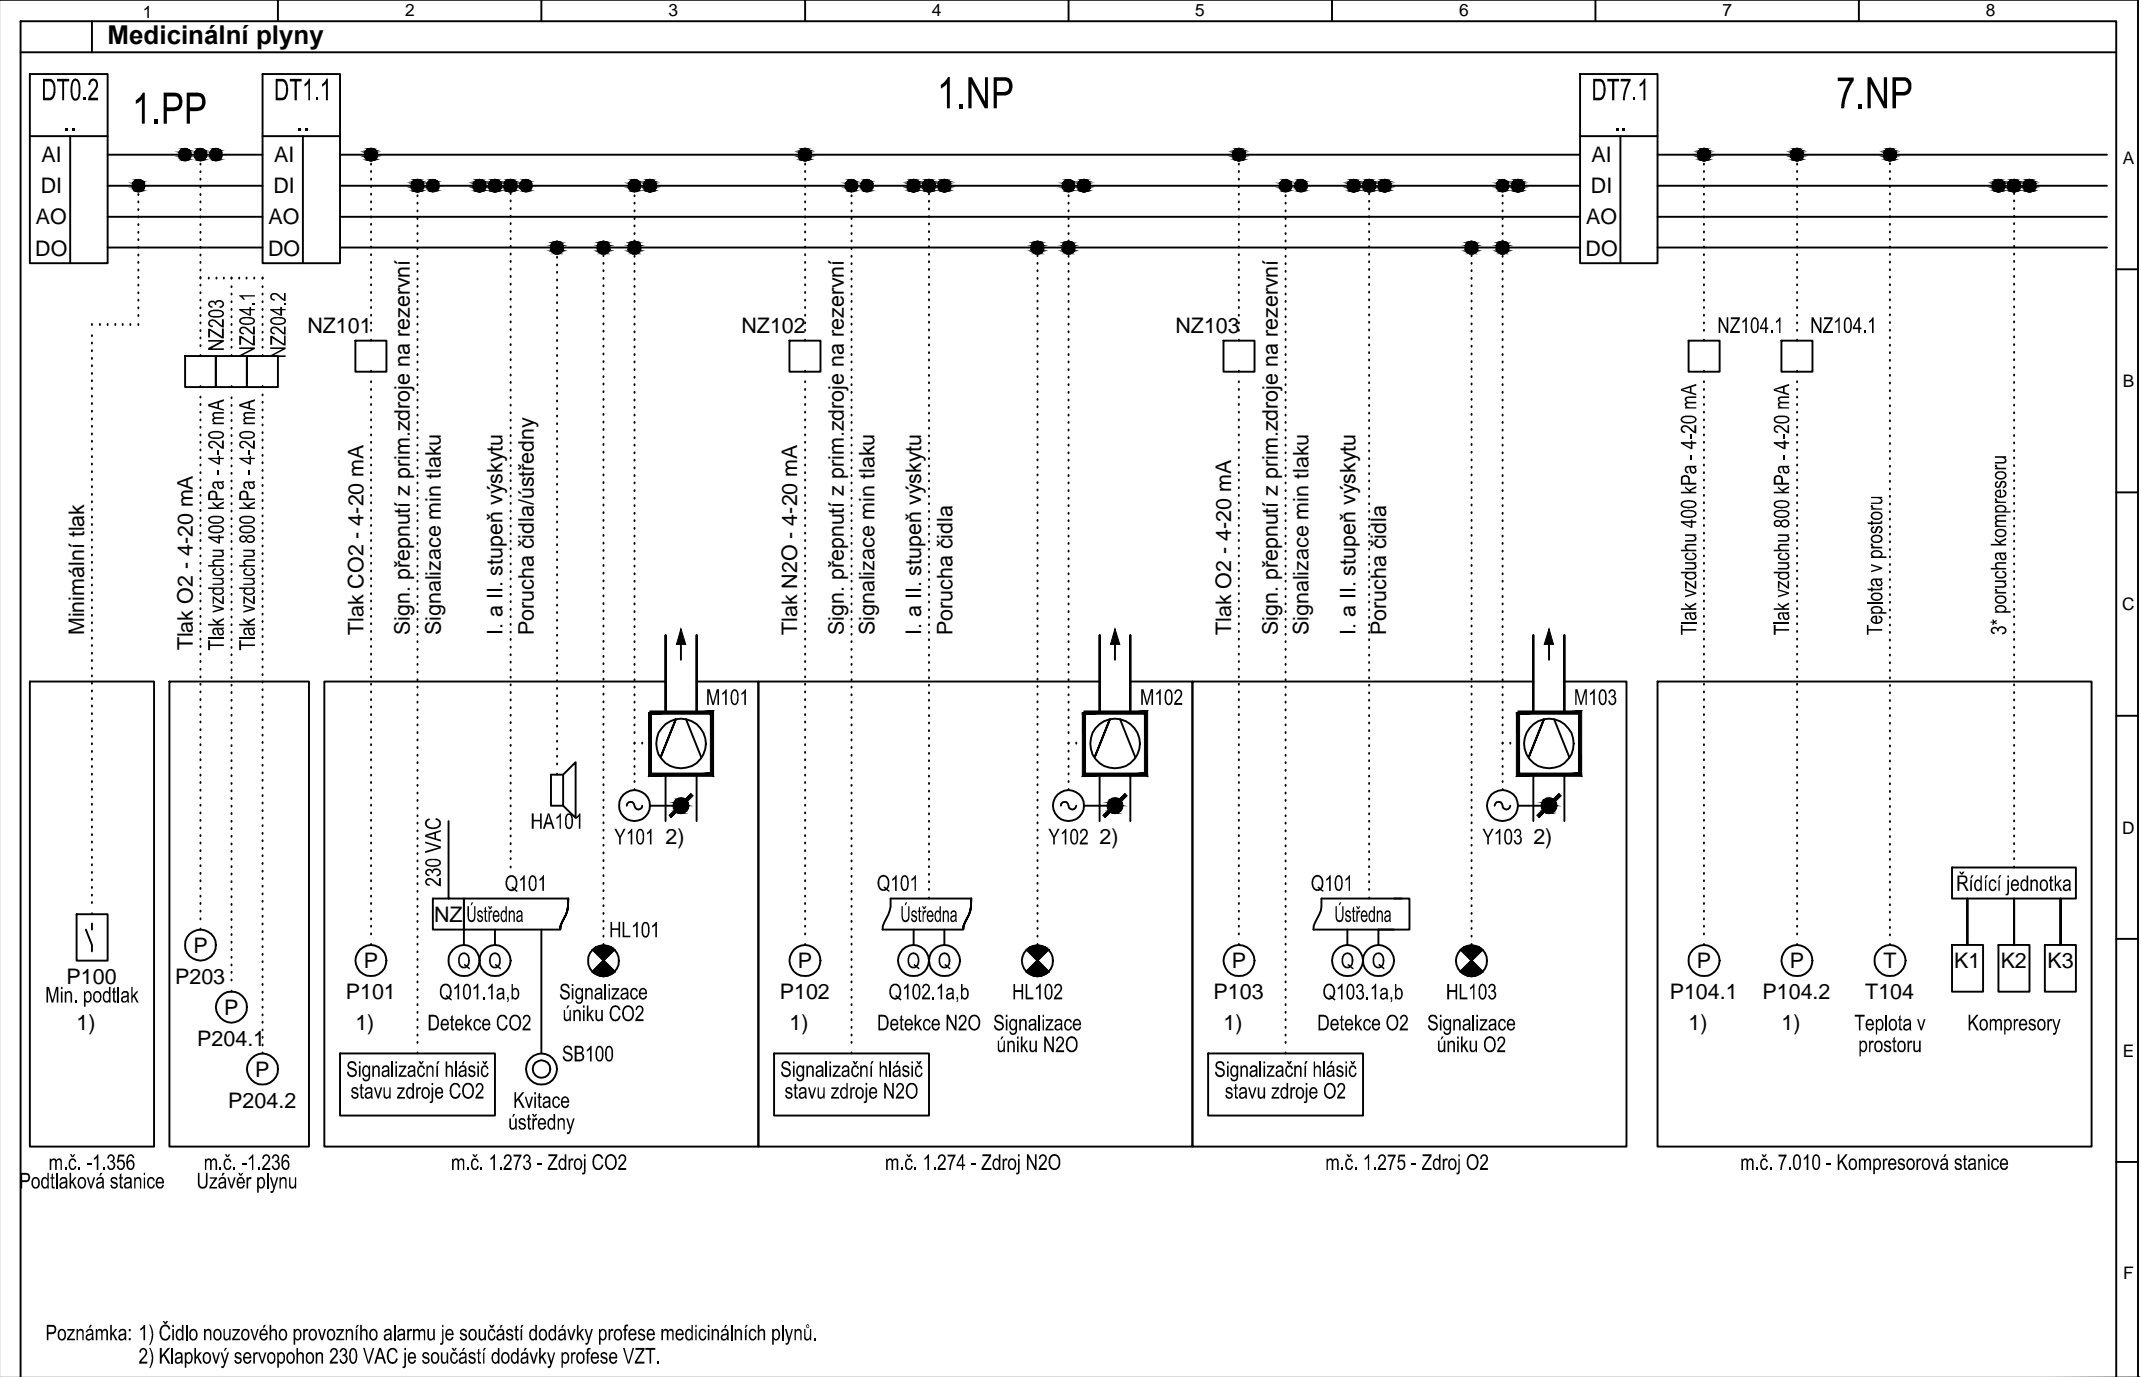 1 2 3 4 5 6 7 8
Medicinální plyny
DT0.2
..
1.PP
DT1.1
..
1.NP
DT7.1
..
7.NP
AI
DI
AO
DO
AI
DI
AO
DO
AI
DI
AO
DO
A
B
C
D
E
F
NZ203
NZ204.1
NZ204.2
NZ101
NZ102
NZ103
NZ104.1
NZ104.1
Minimální tlak
Tlak O2 - 4-20 mA
Tlak vzduchu 400 kPa - 4-20 mA
Tlak vzduchu 800 kPa - 4-20 mA
Tlak CO2 - 4-20 mA
Sign. přepnutí z prim.zdroje na rezervní
Signalizace min tlaku
I. a II. stupeň výskytu
Porucha čidla/ústředny
Tlak N2O - 4-20 mA
Sign. přepnutí z prim.zdroje na rezervní
Signalizace min tlaku
I. a II. stupeň výskytu
Porucha čidla
Tlak O2 - 4-20 mA
Sign. přepnutí z prim.zdroje na rezervní
Signalizace min tlaku
I. a II. stupeň výskytu
Porucha čidla
Tlak vzduchu 400 kPa - 4-20 mA
Tlak vzduchu 800 kPa - 4-20 mA
Teplota v prostoru
3* porucha kompresoru
P100
Min. podtlak
1)
P
P203
P
P204.1
P
P204.2
M101
HA101
Y101 2)
230 VAC
Q101
NZ Ústředna
HL101
P
P101
1)
Q Q
Q101.1a,b
Detekce CO2
Signalizace
úniku CO2
SB100
Kvitace
ústředny
Signalizační hlásič
stavu zdroje CO2
M102
Y102 2)
Q101
Ústředna
P
P102
1)
Q Q
Q102.1a,b
Detekce N2O
HL102
Signalizace
úniku N2O
Signalizační hlásič
stavu zdroje N2O
M103
Y103 2)
Q101
Ústředna
P
P103
1)
Q Q
Q103.1a,b
Detekce O2
HL103
Signalizace
úniku O2
Signalizační hlásič
stavu zdroje O2
P
P104.1
1)
P
P104.2
1)
T
T104
Teplota v
prostoru
Řídící jednotka
K1 K2 K3
Kompresory
m.č. -1.356
Podtlaková stanice
m.č. -1.236
Uzávěr plynu
m.č. 1.273 - Zdroj CO2
m.č. 1.274 - Zdroj N2O
m.č. 1.275 - Zdroj O2
m.č. 7.010 - Kompresorová stanice
Poznámka: 1) Čidlo nouzového provozního alarmu je součástí dodávky profese medicinálních plynů.
2) Klapkový servopohon 230 VAC je součástí dodávky profese VZT.